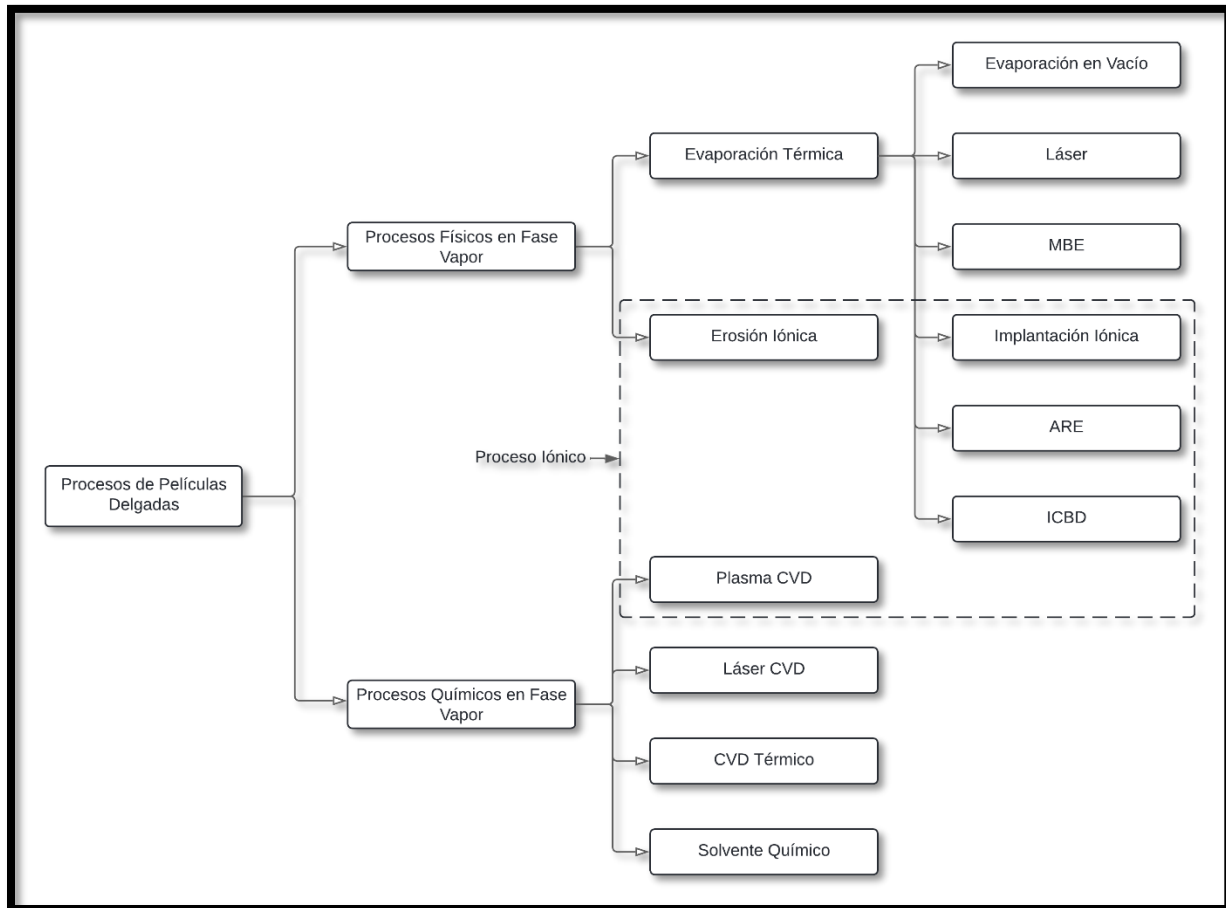 Evaporación en Vacío
Evaporación Térmica
Láser
Procesos Físicos en Fase
Vapor
MBE
Erosión Iónica
Implantación Iónica
ARE
Proceso Iónico
Procesos de Películas
Delgadas
ICBD
Plasma CVD
Láser CVD
Procesos Químicos en Fase
Vapor
CVD Térmico
Solvente Químico